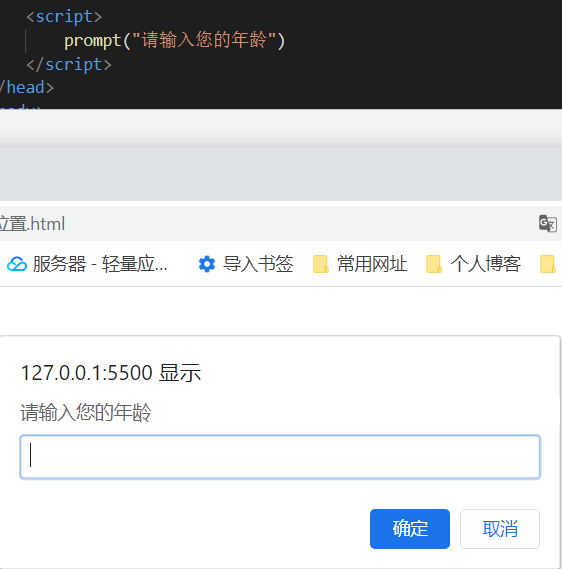 <script>
prompt("请输入您的年龄")
</script>
/head>
位置.html
服务器 - 轻量应... 导入书签 常用网址 个人博客
127.0.0.1:5500 显示
请输入您的年龄
确定 取消